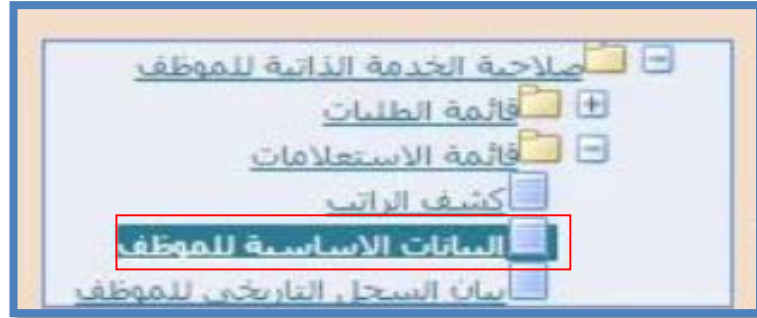 صلاحية الخدمة الذاتية للموظف
قائمة الطلبات
قائمة الاستعلامات
كشف الراتب
البيانات الاساسية للموظف
بيان السجل التاريخي للموظف